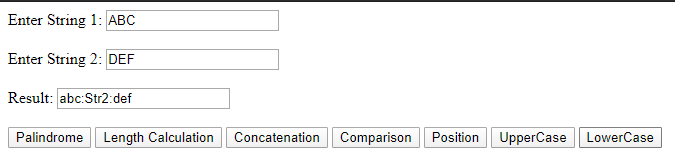 Enter String 1: ABC
Enter String 2: DEF
Result: abc:Str2:def
Palindrome Length Calculation Concatenation Comparison Position UpperCase LowerCase